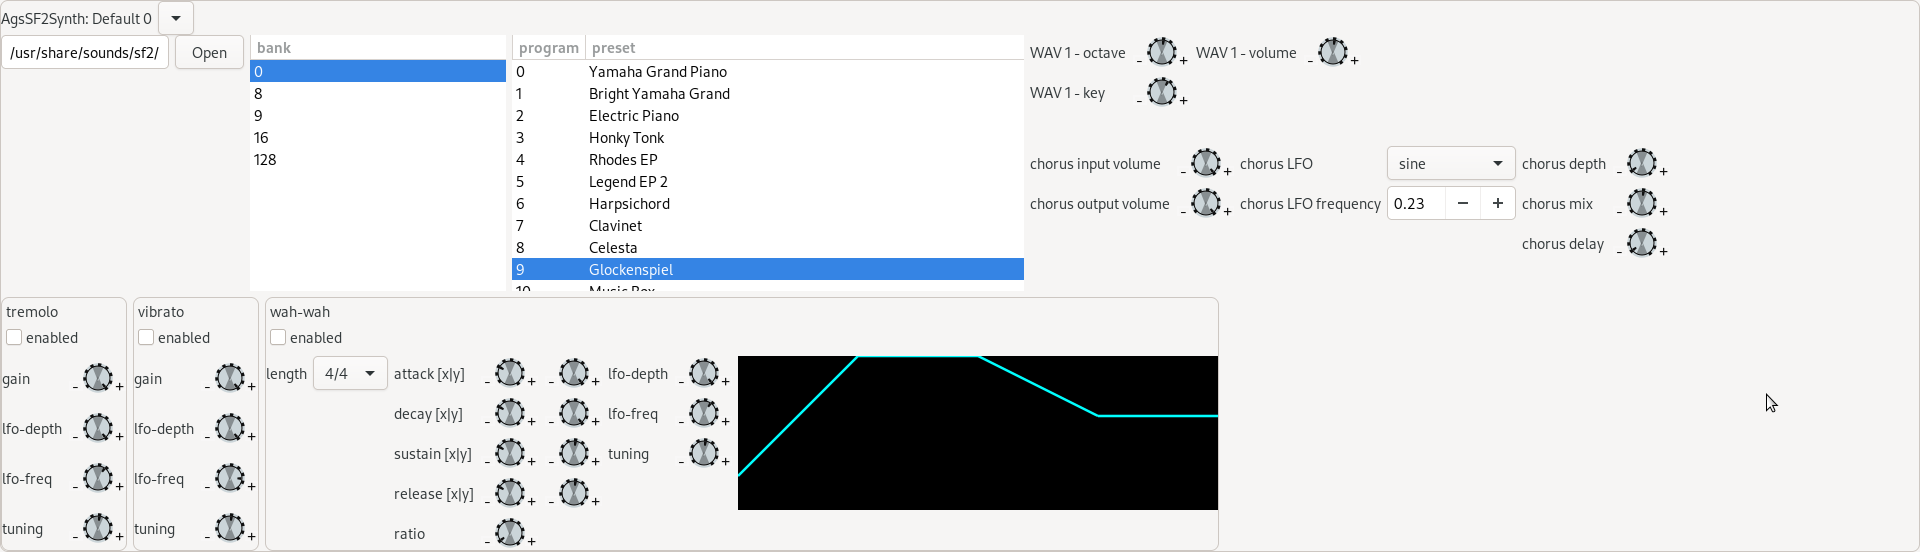 AgsSF2Synth: Default 0
/usr/share/sounds/sf2/ Open
bank
0
8
9
16
128
program preset
0 Yamaha Grand Piano
1 Bright Yamaha Grand
2 Electric Piano
3 Honky Tonk
4 Rhodes EP
5 Legend EP 2
6 Harpsichord
7 Clavinet
8 Celesta
9 Glockenspiel
10 Music Box
WAV 1 - octave - + WAV 1 - volume - +
WAV 1 - key - +
chorus input volume - + chorus LFO sine chorus depth - +
chorus output volume - + chorus LFO frequency 0.23 − + chorus mix - +
chorus delay - +
tremolo
enabled
gain - +
lfo-depth - +
lfo-freq - +
tuning - +
vibrato
enabled
gain - +
lfo-depth - +
lfo-freq - +
tuning - +
wah-wah
enabled
length 4/4 attack [x|y] - + - + lfo-depth - +
decay [x|y] - + - + lfo-freq - +
sustain [x|y] - + - + tuning - +
release [x|y] - + - +
ratio - +